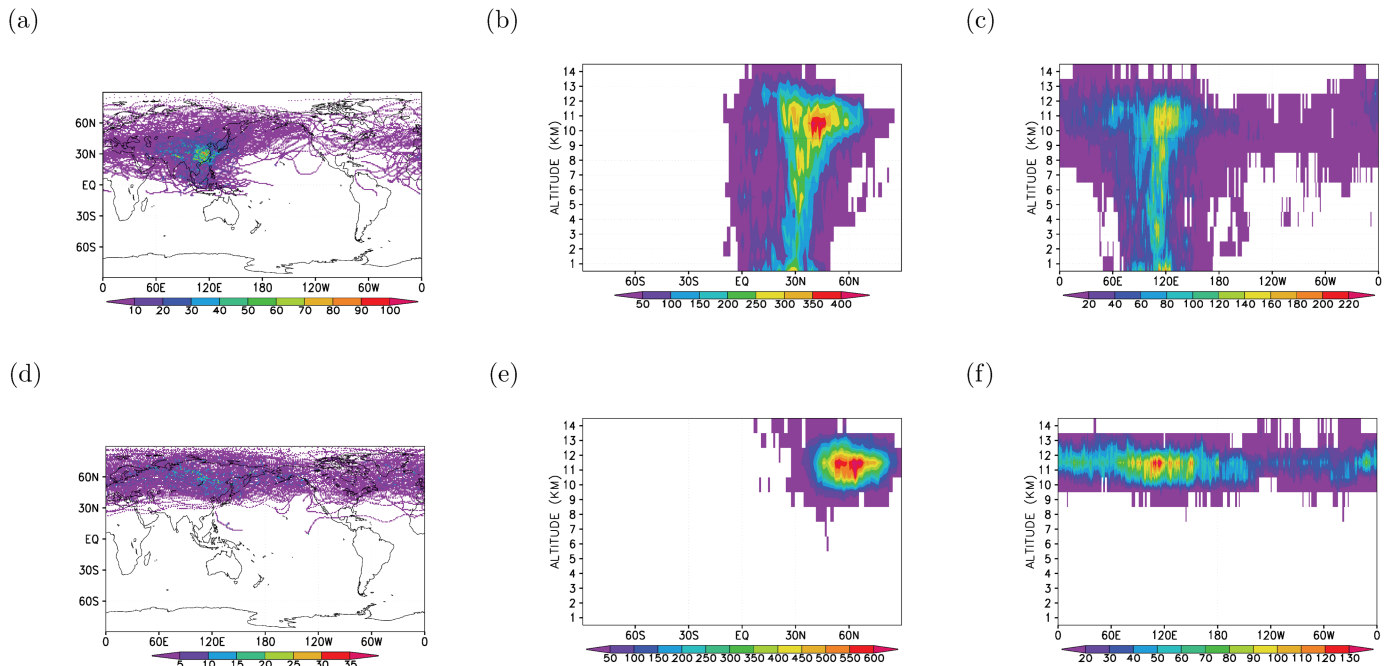 (a)
(b)
(c)
60N
30N
EQ
30S
60S
0 60E 120E 180 120W 60W 0
10 20 30 40 50 60 70 80 90 100
ALTITUDE (KM)
14
13
12
11
10
9
8
7
6
5
4
3
2
1
60S 30S EQ 30N 60N
50 100 150 200 250 300 350 400
ALTITUDE (KM)
14
13
12
11
10
9
8
7
6
5
4
3
2
1
0 60E 120E 180 120W 60W 0
20 40 60 80 100 120 140 160 180 200 220
(d)
(e)
(f)
60N
30N
EQ
30S
60S
0 60E 120E 180 120W 60W 0
5 10 15 20 25 30 35
ALTITUDE (KM)
14
13
12
11
10
9
8
7
6
5
4
3
2
1
60S 30S EQ 30N 60N
50 100 150 200 250 300 350 400 450 500 550 600
ALTITUDE (KM)
14
13
12
11
10
9
8
7
6
5
4
3
2
1
0 60E 120E 180 120W 60W 0
20 30 40 50 60 70 80 90 100 110 120 130